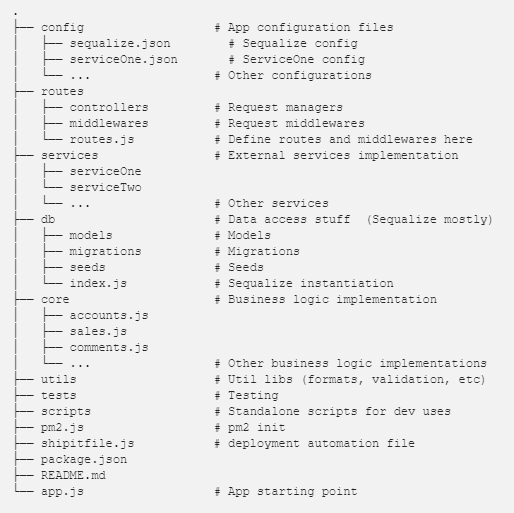 .
├── config                  # App configuration files
│   ├── sequalize.json        # Sequalize config
│   ├── serviceOne.json       # ServiceOne config
│   └── ...                 # Other configurations
├── routes
│   ├── controllers         # Request managers
│   ├── middlewares         # Request middlewares
│   └── routes.js           # Define routes and middlewares here
├── services                # External services implementation
│   ├── serviceOne
│   └── serviceTwo
│   └── ...                 # Other services
├── db                      # Data access stuff  (Sequalize mostly)
│   ├── models              # Models
│   ├── migrations          # Migrations
│   ├── seeds               # Seeds
│   └── index.js            # Sequalize instantiation
├── core                    # Business logic implementation
│   ├── accounts.js
│   ├── sales.js
│   ├── comments.js
│   └── ...                 # Other business logic implementations
├── utils                   # Util libs (formats, validation, etc)
├── tests                   # Testing
├── scripts                 # Standalone scripts for dev uses
├── pm2.js                  # pm2 init
├── shipitfile.js           # deployment automation file
├── package.json
├── README.md
└── app.js                  # App starting point